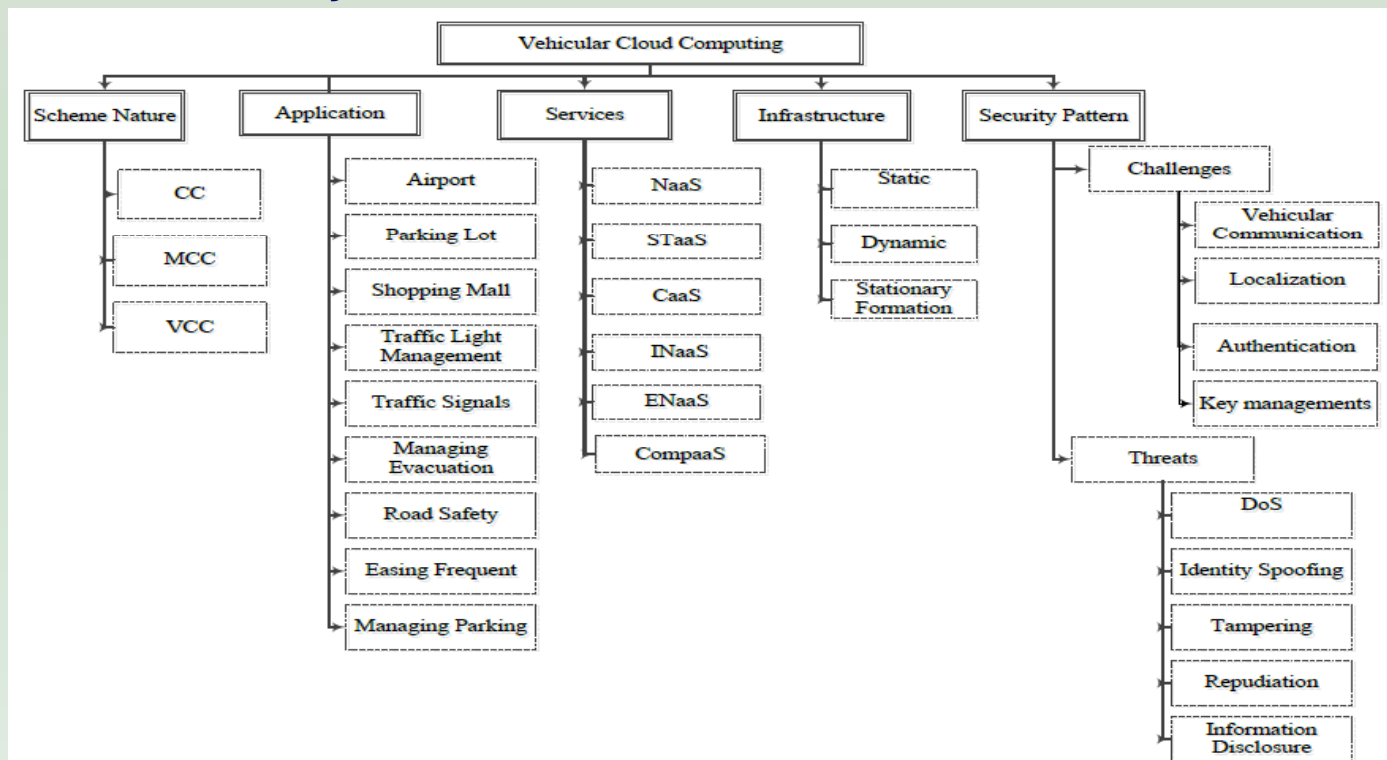 Vehicular Cloud Computing
Scheme Nature
Application
Services
Infrastructure
Security Pattern
CC
MCC
VCC
Airport
Parking Lot
Shopping Mall
Traffic Light
Management
Traffic Signals
Managing
Evacuation
Road Safety
Easing Frequent
Managing Parking
NaaS
STaaS
CaaS
INaaS
ENaaS
CompaaS
Static
Dynamic
Stationary
Formation
Challenges
Vehicular
Communication
Localization
Authentication
Key managements
Threats
DoS
Identity Spoofing
Tampering
Repudiation
Information
Disclosure